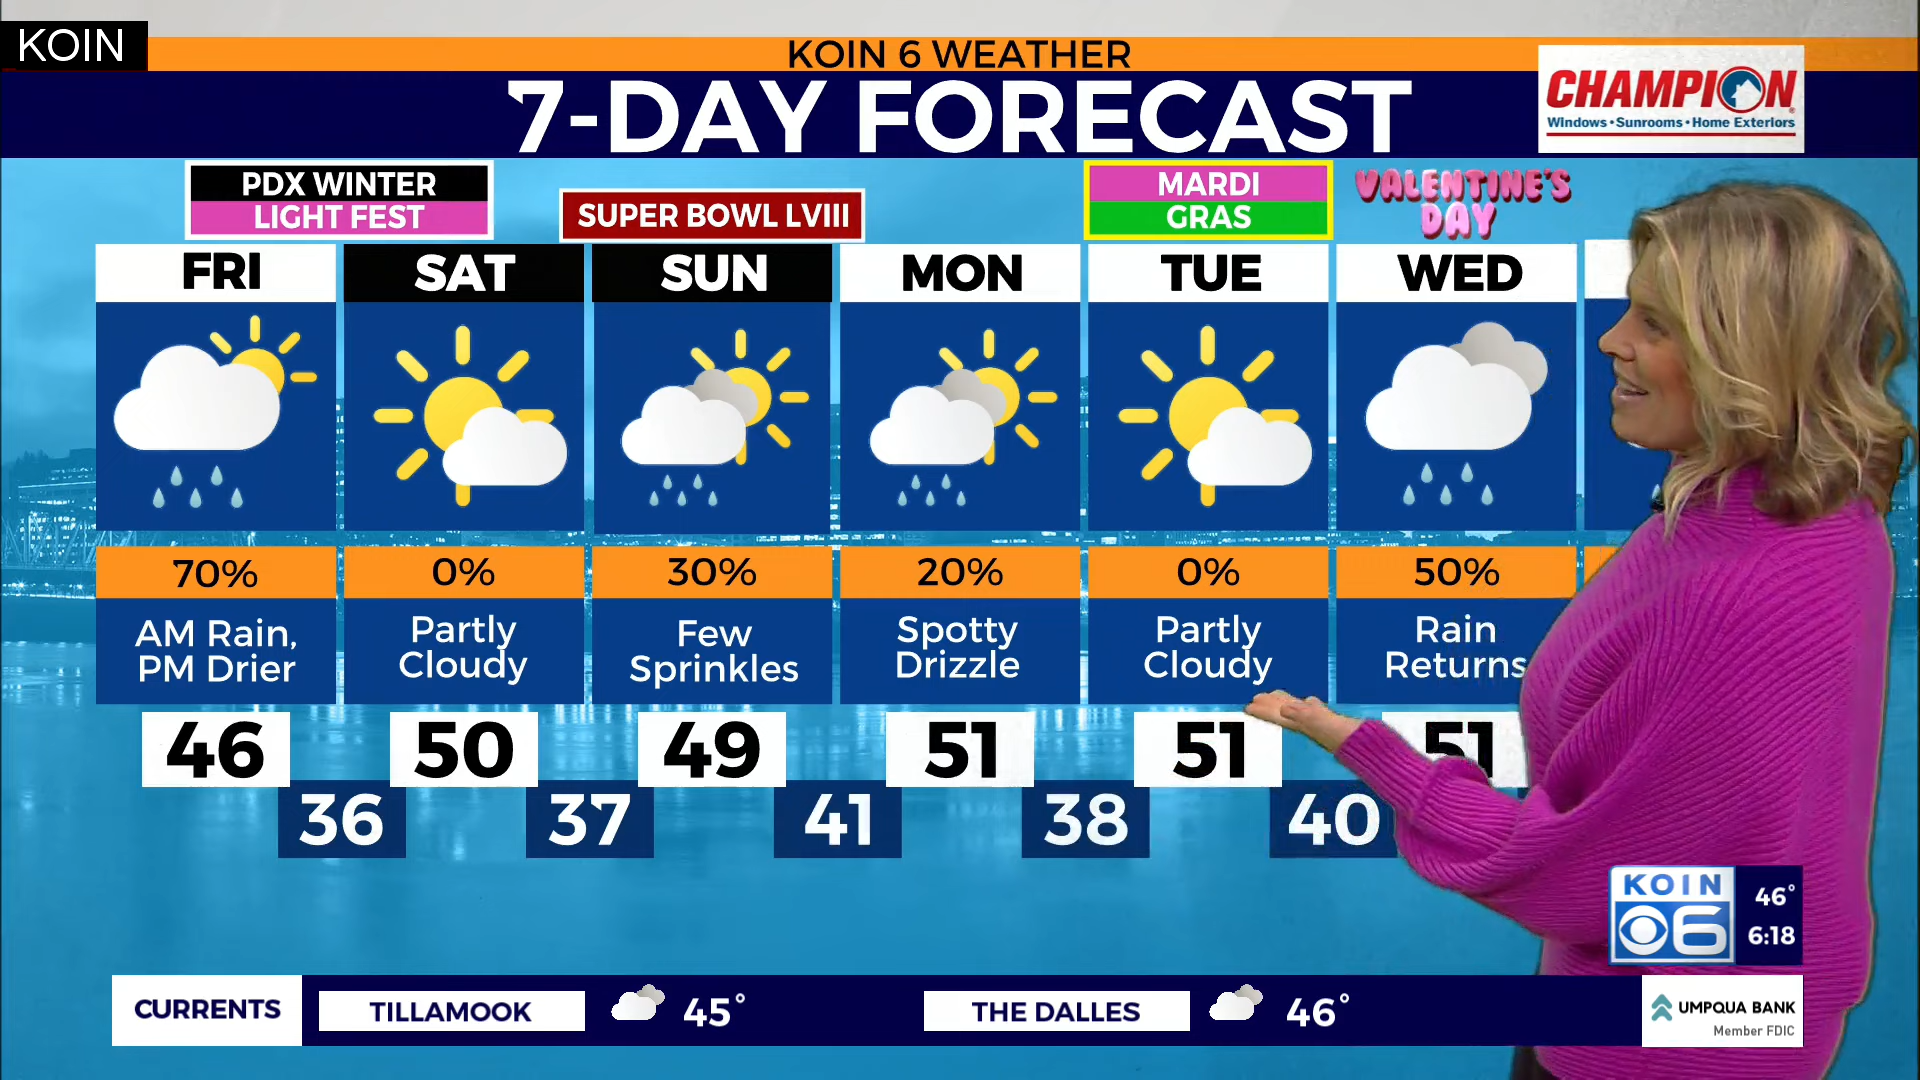 KOIN
KOIN 6 WEATHER
7-DAY FORECAST
CHAMPION
Windows • Sunrooms • Home Exteriors
PDX WINTER
LIGHT FEST
SUPER BOWL LVIII
MARDI
GRAS
VALENTINE'S
DAY
FRI
SAT
SUN
MON
TUE
WED
70%
0%
30%
20%
0%
50%
AM Rain,
PM Drier
Partly
Cloudy
Few
Sprinkles
Spotty
Drizzle
Partly
Cloudy
Rain
Returns
46
50
49
51
51
51
36
37
41
38
40
KOIN
6
46°
6:18
CURRENTS
TILLAMOOK
45°
THE DALLES
46°
UMPQUA BANK
Member FDIC